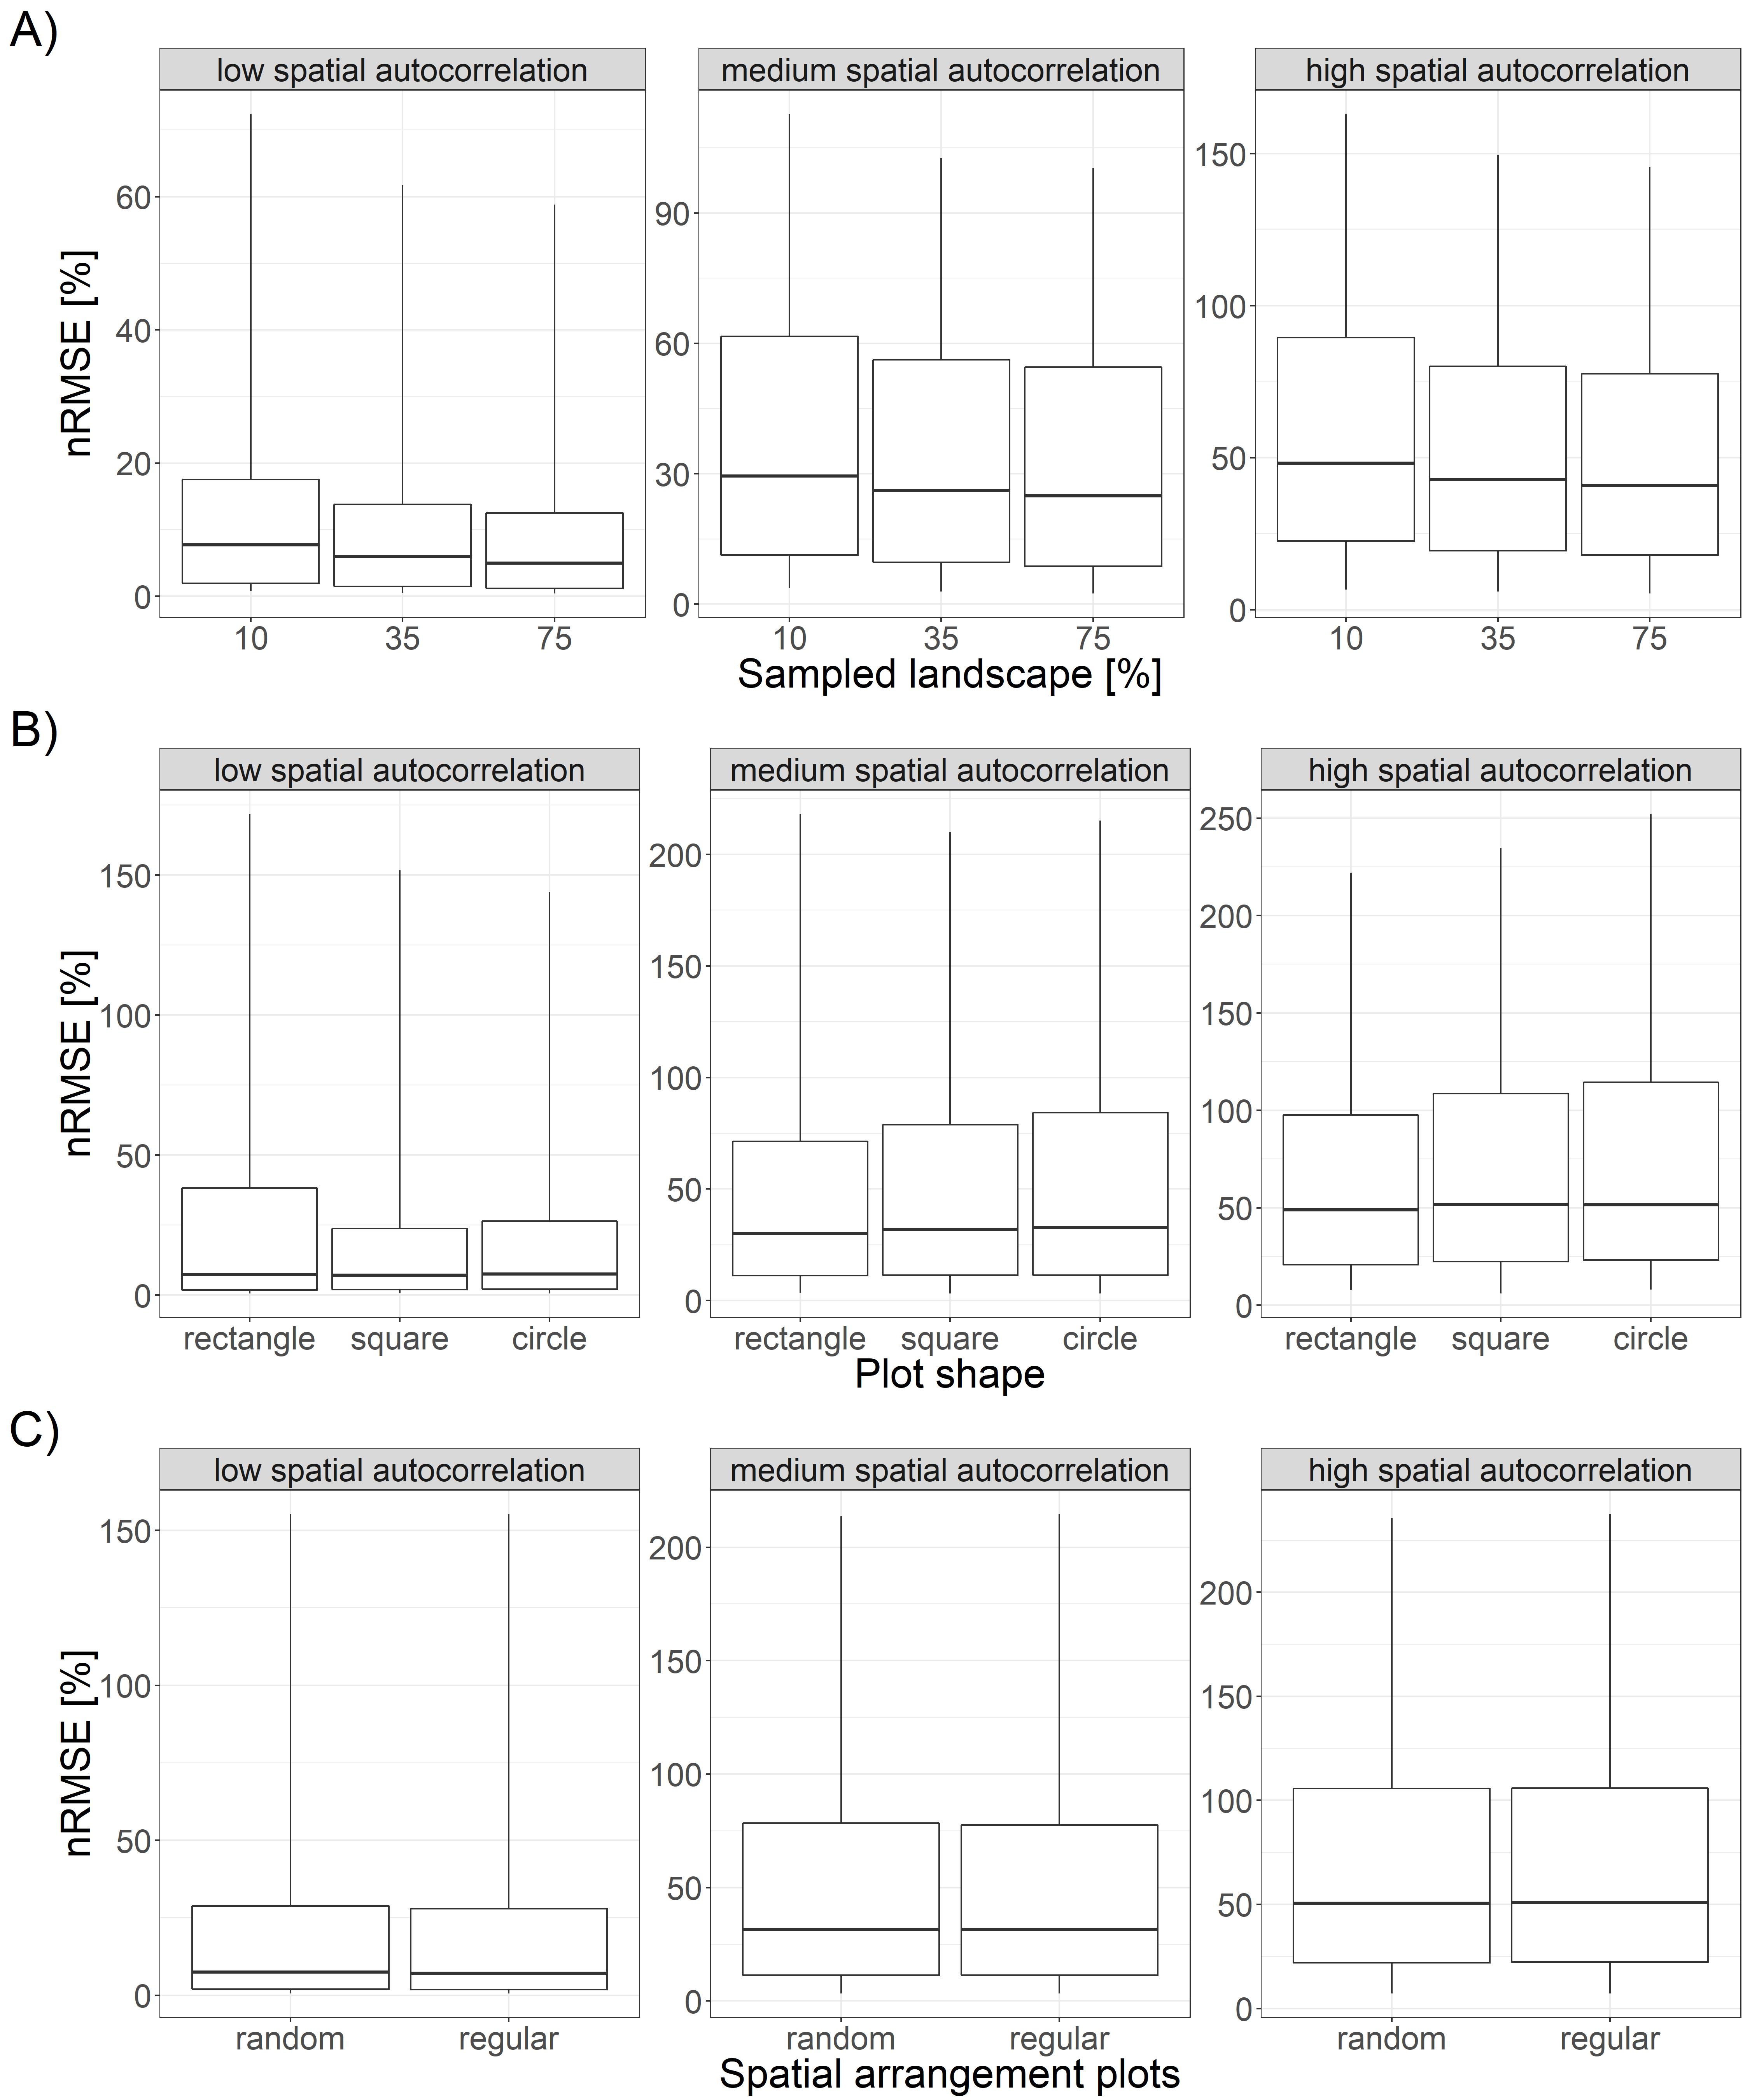 A)
low spatial autocorrelation
medium spatial autocorrelation
high spatial autocorrelation
nRMSE [%]
60
40
20
0
90
60
30
0
150
100
50
0
10
35
75
10
35
75
10
35
75
Sampled landscape [%]
B)
low spatial autocorrelation
medium spatial autocorrelation
high spatial autocorrelation
nRMSE [%]
150
100
50
0
200
150
100
50
0
250
200
150
100
50
0
rectangle
square
circle
rectangle
square
circle
rectangle
square
circle
Plot shape
C)
low spatial autocorrelation
medium spatial autocorrelation
high spatial autocorrelation
nRMSE [%]
150
100
50
0
200
150
100
50
0
200
150
100
50
0
random
regular
random
regular
random
regular
Spatial arrangement plots